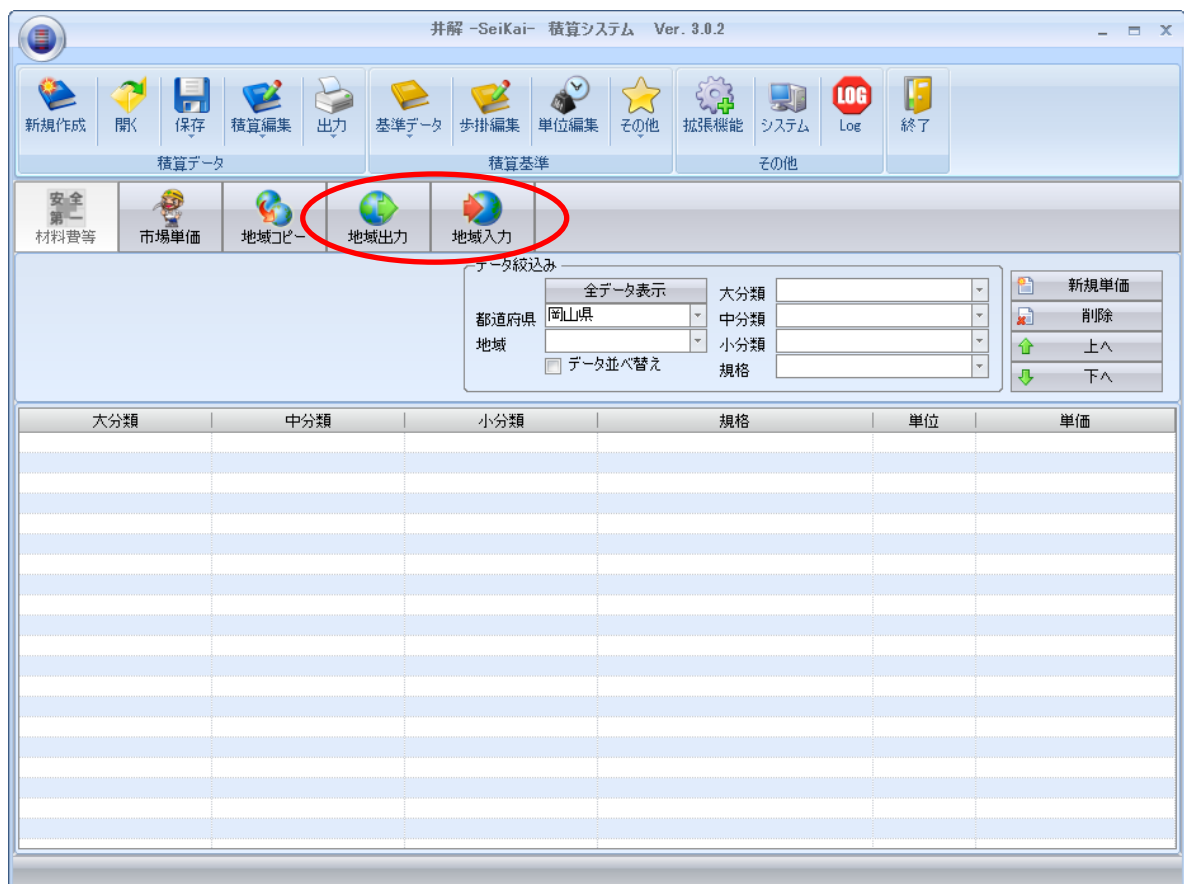 井解 -SeiKai- 積算システム Ver. 3.0.2
新規作成 開く 保存 積算編集 出力 基準データ 歩掛編集 単位編集 その他 拡張機能 システム LOG Log 終了
積算データ 積算基準 その他
安全第一
材料費等 市場単価 地域コピー 地域出力 地域入力
データ絞込み
全データ表示 大分類 新規単価
都道府県 岡山県 中分類 削除
地域 小分類 上へ
データ並べ替え 規格 下へ
大分類 中分類 小分類 規格 単位 単価